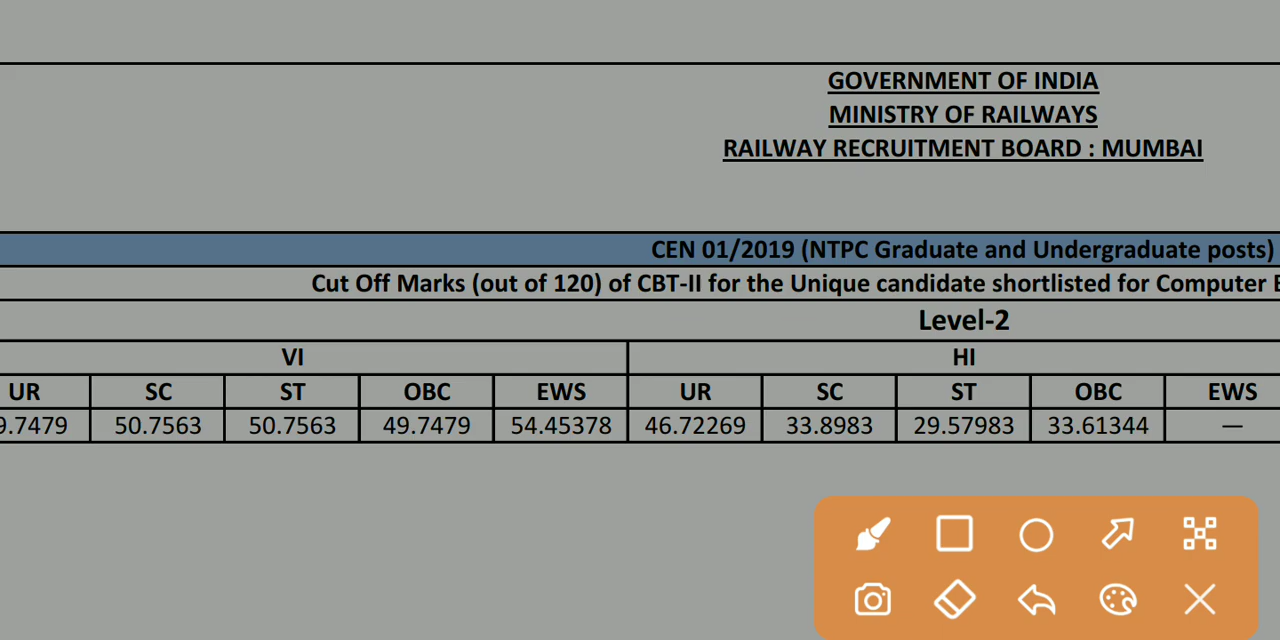 GOVERNMENT OF INDIA
MINISTRY OF RAILWAYS
RAILWAY RECRUITMENT BOARD : MUMBAI
CEN 01/2019 (NTPC Graduate and Undergraduate posts)
Cut Off Marks (out of 120) of CBT-II for the Unique candidate shortlisted for Computer
Level-2
VI HI
UR SC ST OBC EWS UR SC ST OBC EWS
9.7479 50.7563 50.7563 49.7479 54.45378 46.72269 33.8983 29.57983 33.61344 —